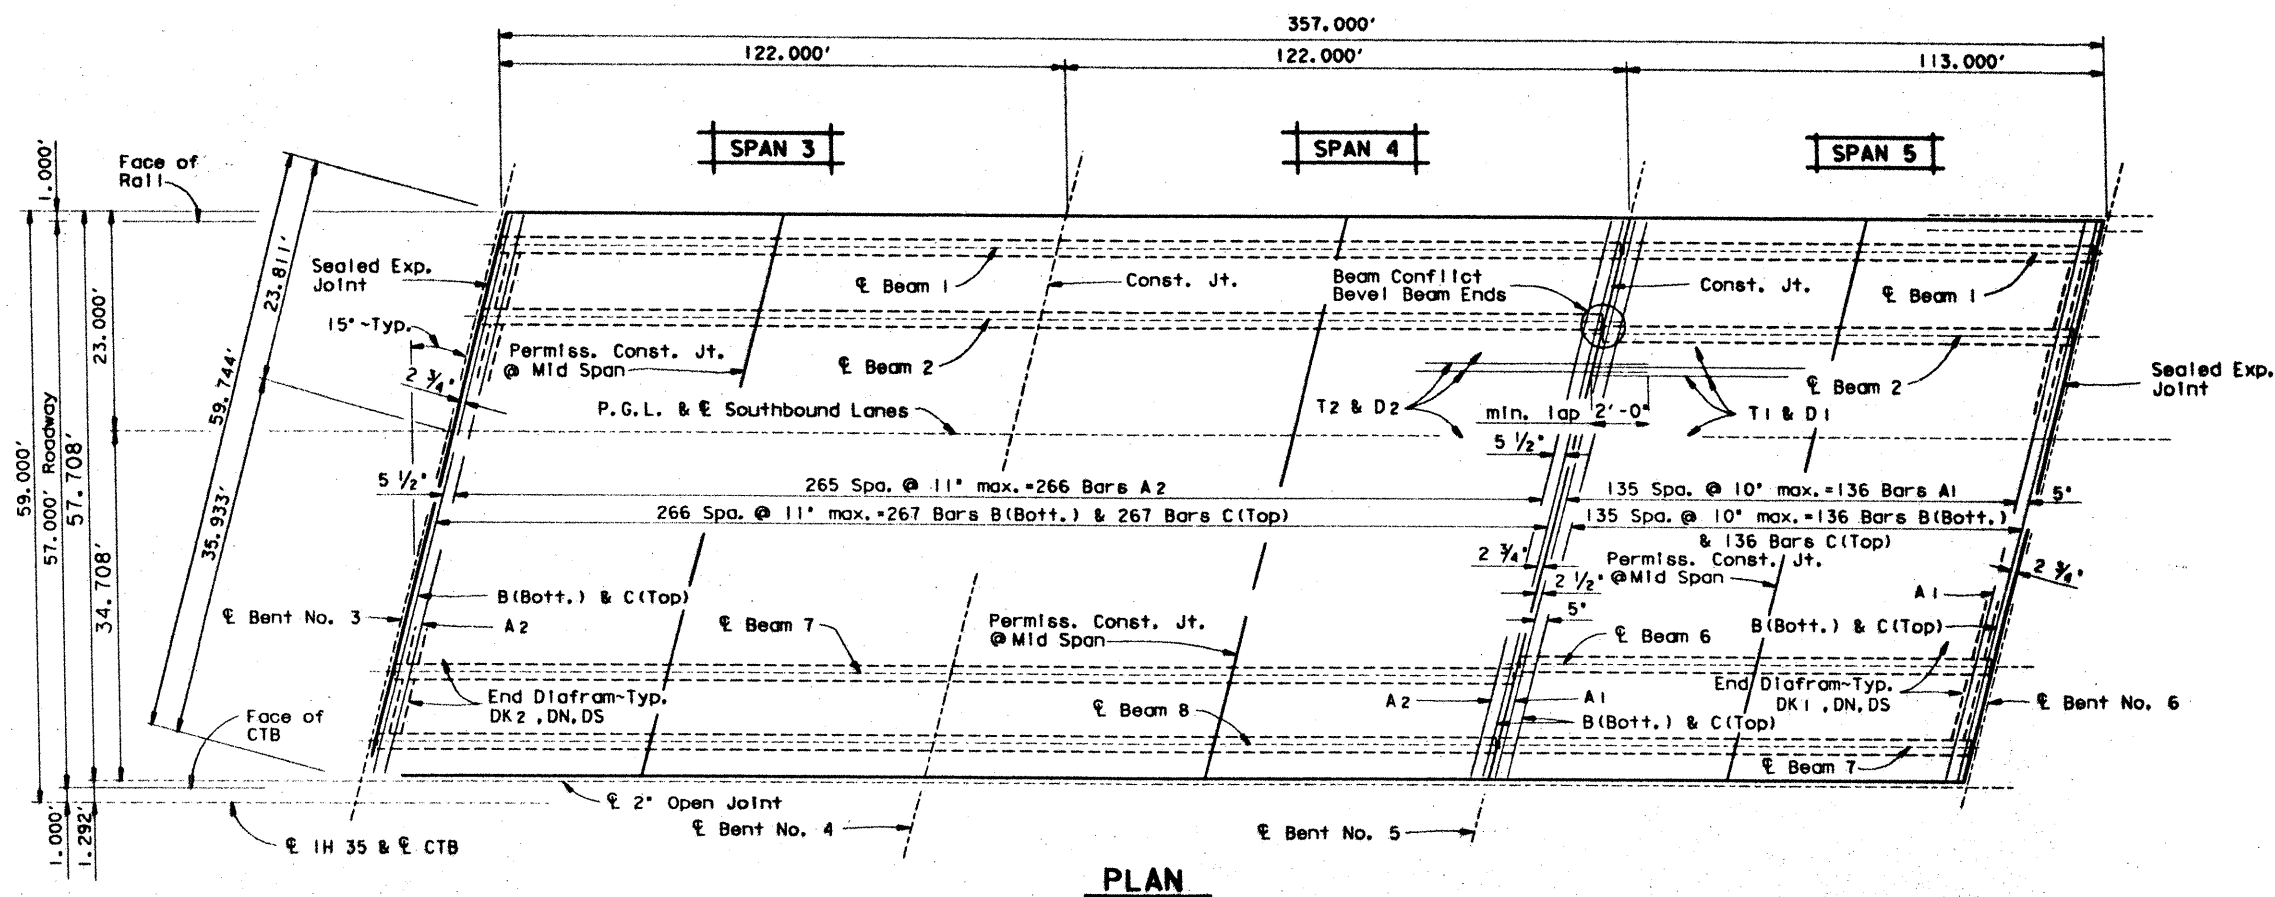 357.000'
122.000'
122.000'
113.000'
SPAN 3
SPAN 4
SPAN 5
1.000'
Face of
Rail
23.811'
Sealed Exp.
Joint
15°~Typ.
2 3/4"
59.744'
23.000'
35.933'
59.000'
57.000' Roadway
57.708'
34.708'
℄ Beam 1
Const. Jt.
Beam Conflict
Bevel Beam Ends
Const. Jt.
℄ Beam 1
Permiss. Const. Jt.
@ Mid Span
℄ Beam 2
℄ Beam 2
Sealed Exp.
Joint
P.G.L. & ℄ Southbound Lanes
T2 & D2
min. lap 2'-0"
T1 & D1
5 1/2"
5 1/2"
265 Spa. @ 11" max.=266 Bars A2
135 Spa. @ 10" max.=136 Bars A1
5"
266 Spa. @ 11" max.=267 Bars B(Bott.) & 267 Bars C(Top)
135 Spa. @ 10" max.=136 Bars B(Bott.)
& 136 Bars C(Top)
2 3/4"
2 1/2"
5"
Permiss. Const. Jt.
@Mid Span
2 3/4"
B(Bott.) & C(Top)
℄ Bent No. 3
A2
℄ Beam 7
Permiss. Const. Jt.
@Mid Span
℄ Beam 6
A1
B(Bott.) & C(Top)
End Diafram~Typ.
DK2,DN,DS
℄ Beam 8
A2
A1
B(Bott.) & C(Top)
End Diafram~Typ.
DK1,DN,DS
℄ Bent No. 6
Face of
CTB
℄ Beam 7
℄ 2" Open Joint
℄ Bent No. 4
℄ Bent No. 5
1.000'
1.292'
℄ IH 35 & ℄ CTB
PLAN